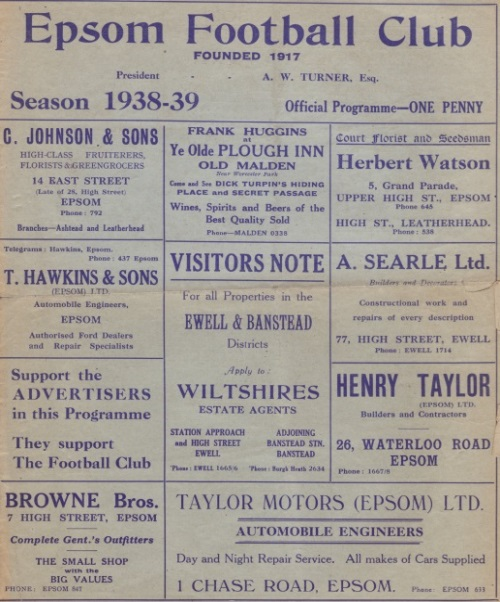 Epsom Football Club
FOUNDED 1917
President - - A. W. TURNER, Esq.
Season 1938-39
Official Programme—ONE PENNY
C. JOHNSON & SONS
HIGH-CLASS FRUITERERS,
FLORISTS & GREENGROCERS
14 EAST STREET
(Late of 28, High Street)
EPSOM
Phone : 792
Branches—Ashtead and Leatherhead
FRANK HUGGINS
at
Ye Olde PLOUGH INN
OLD MALDEN
Near Worcester Park
Come and See DICK TURPIN'S HIDING
PLACE and SECRET PASSAGE
Wines, Spirits and Beers of the
Best Quality Sold
Phone—MALDEN 0338
Court Florist and Seedsman
Herbert Watson
5, Grand Parade,
UPPER HIGH ST., EPSOM
Phone 645
HIGH ST., LEATHERHEAD.
Phone : 538
Telegrams : Hawkins, Epsom.
Phone : 437 Epsom
T. HAWKINS & SONS
(EPSOM) LTD.
Automobile Engineers,
EPSOM
Authorised Ford Dealers
and Repair Specialists
VISITORS NOTE
For all Properties in the
EWELL & BANSTEAD
Districts
Apply to :
WILTSHIRES
ESTATE AGENTS
STATION APPROACH
and HIGH STREET
EWELL
Phone : EWELL 1665/6
ADJOINING
BANSTEAD STN.
BANSTEAD
Phone : Burgh Heath 2634
A. SEARLE Ltd.
Builders and Decorators
Constructional work and
repairs of every description
77, HIGH STREET, EWELL
Phone : EWELL 1714
Support the
ADVERTISERS
in this Programme
They support
The Football Club
HENRY TAYLOR
(EPSOM) LTD.
Builders and Contractors
26, WATERLOO ROAD
EPSOM
Phone : 1667/8
BROWNE Bros.
7 HIGH STREET, EPSOM
Complete Gent.'s Outfitters
THE SMALL SHOP
with the
BIG VALUES
PHONE: EPSOM 847
TAYLOR MOTORS (EPSOM) LTD.
AUTOMOBILE ENGINEERS
Day and Night Repair Service. All makes of Cars Supplied
1 CHASE ROAD, EPSOM.
Phone: EPSOM